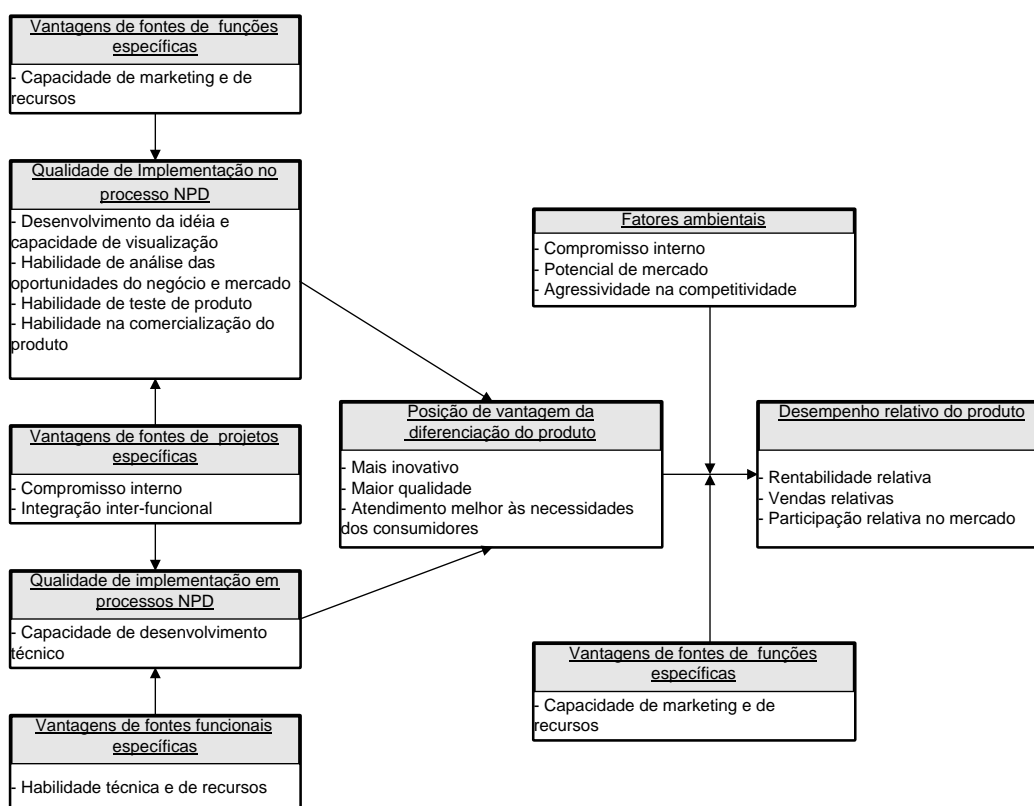 Vantagens de fontes de funções
específicas
- Capacidade de marketing e de
recursos
Qualidade de Implementação no
processo NPD
- Desenvolvimento da idéia e
capacidade de visualização
- Habilidade de análise das
oportunidades do negócio e mercado
- Habilidade de teste de produto
- Habilidade na comercialização do
produto
Vantagens de fontes de projetos
específicas
- Compromisso interno
- Integração inter-funcional
Qualidade de implementação em
processos NPD
- Capacidade de desenvolvimento
técnico
Vantagens de fontes funcionais
específicas
- Habilidade técnica e de recursos
Posição de vantagem da
diferenciação do produto
- Mais inovativo
- Maior qualidade
- Atendimento melhor às necessidades
dos consumidores
Fatores ambientais
- Compromisso interno
- Potencial de mercado
- Agressividade na competitividade
Vantagens de fontes de funções
específicas
- Capacidade de marketing e de
recursos
Desempenho relativo do produto
- Rentabilidade relativa
- Vendas relativas
- Participação relativa no mercado